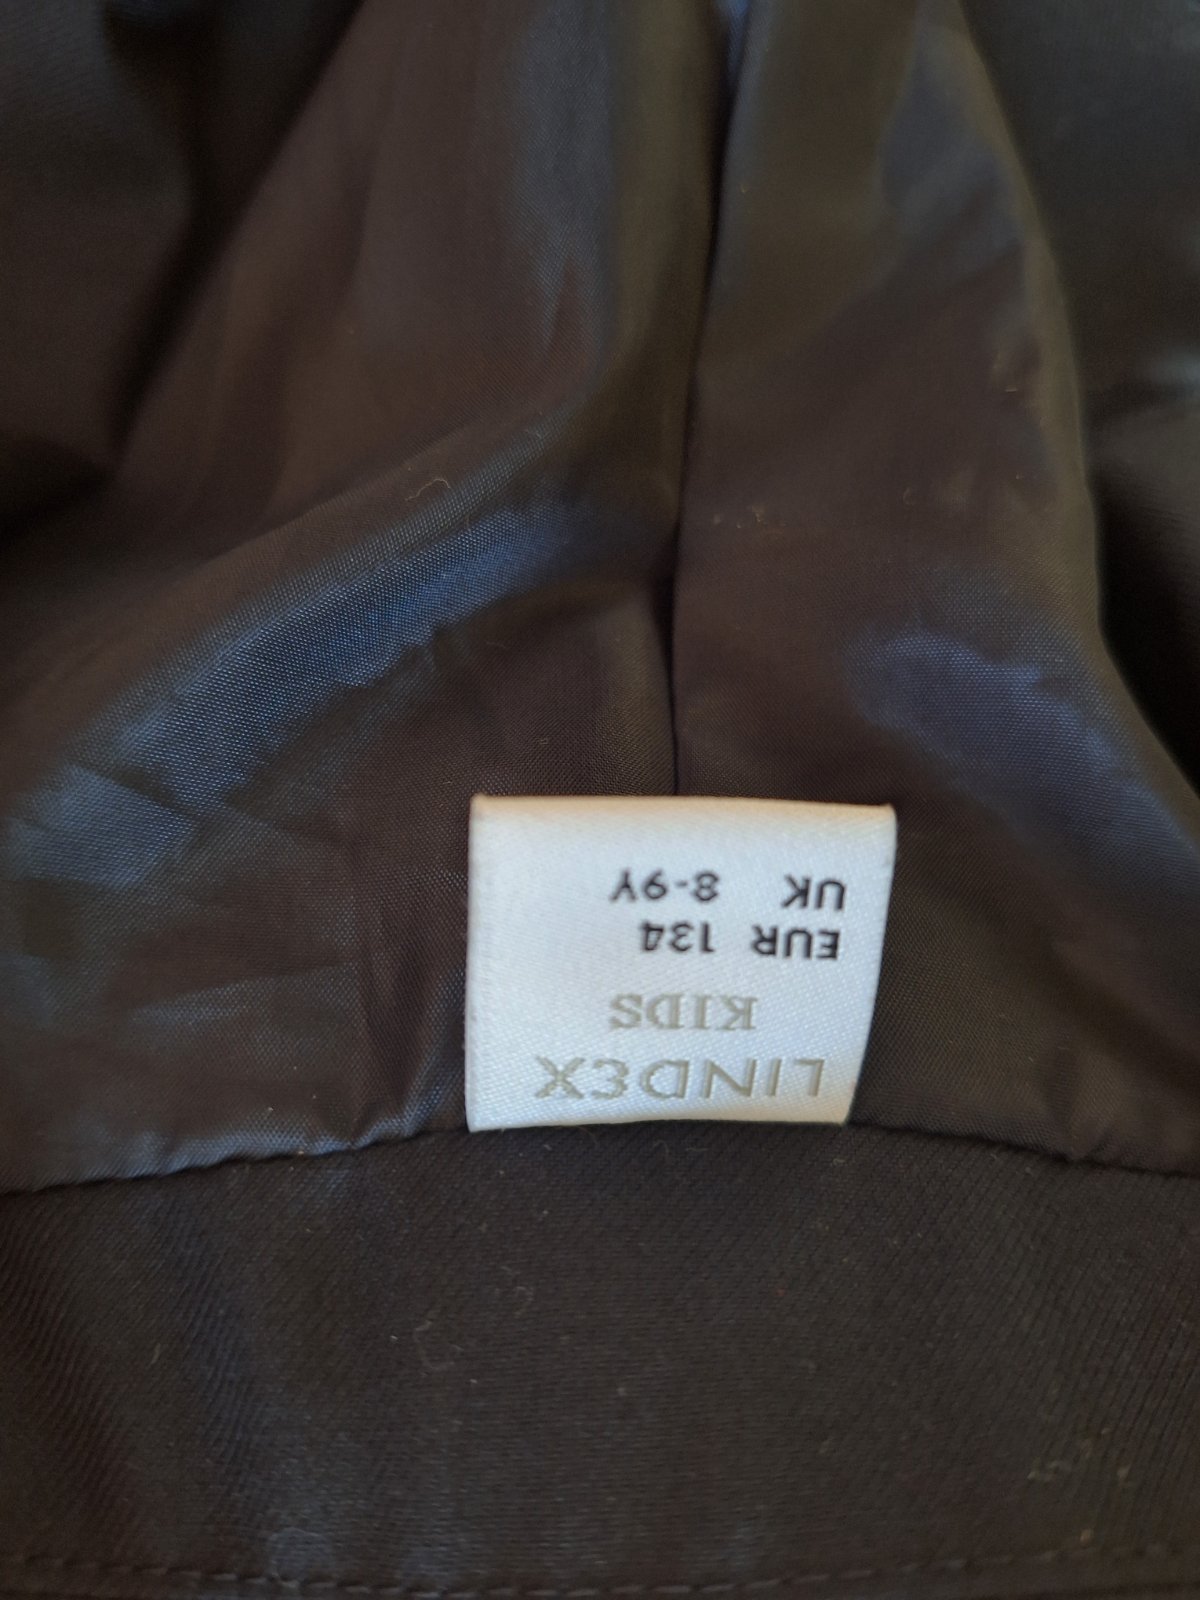 LINDEX
KIDS
EUR 134
UK 8-9Y